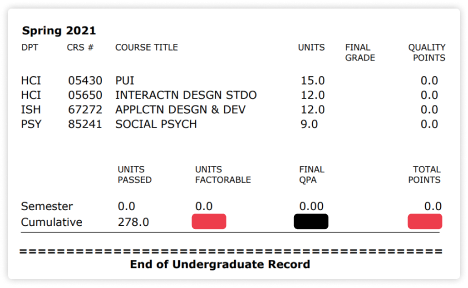 Spring 2021
DPT CRS # COURSE TITLE UNITS FINAL GRADE QUALITY POINTS
HCI 05430 PUI 15.0 0.0
HCI 05650 INTERACTN DESGN STDO 12.0 0.0
ISH 67272 APPLCTN DESGN & DEV 12.0 0.0
PSY 85241 SOCIAL PSYCH 9.0 0.0
UNITS PASSED UNITS FACTORABLE FINAL QPA TOTAL POINTS
Semester 0.0 0.0 0.00 0.0
Cumulative 278.0
================================================
End of Undergraduate Record